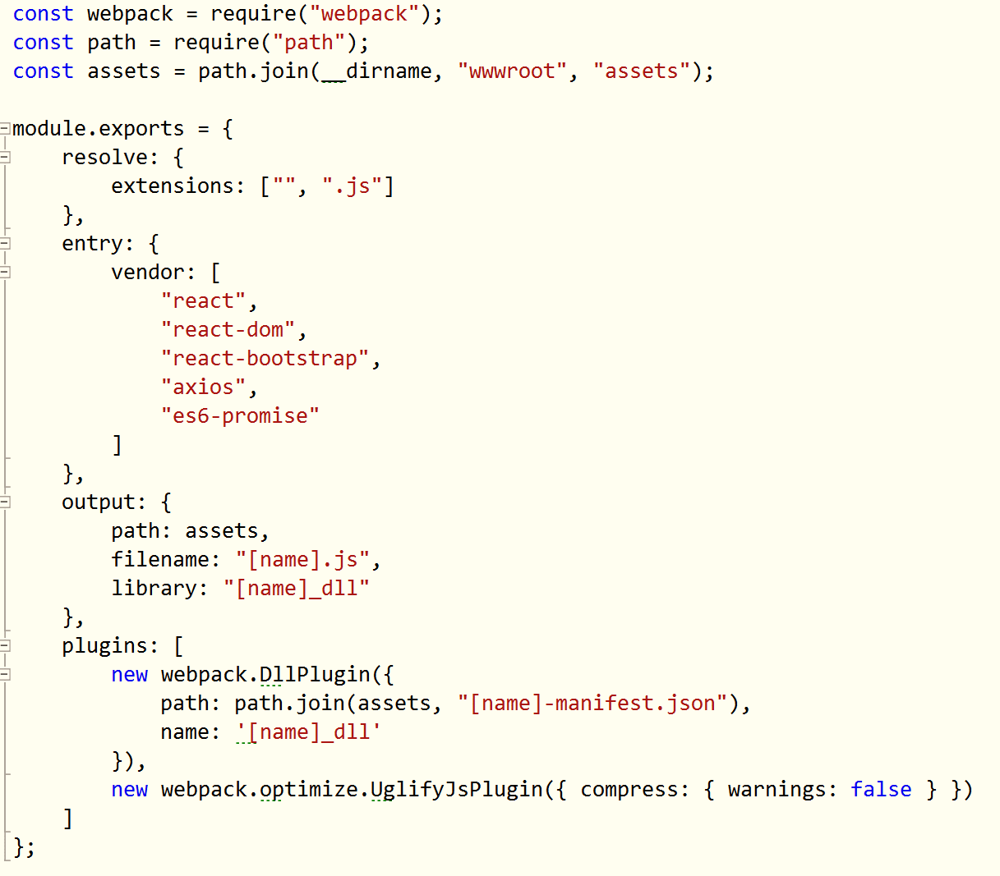 const webpack = require("webpack");
const path = require("path");
const assets = path.join(__dirname, "wwwroot", "assets");

module.exports = {
    resolve: {
        extensions: ["", ".js"]
    },
    entry: {
        vendor: [
            "react",
            "react-dom",
            "react-bootstrap",
            "axios",
            "es6-promise"
        ]
    },
    output: {
        path: assets,
        filename: "[name].js",
        library: "[name]_dll"
    },
    plugins: [
        new webpack.DllPlugin({
            path: path.join(assets, "[name]-manifest.json"),
            name: '[name]_dll'
        }),
        new webpack.optimize.UglifyJsPlugin({ compress: { warnings: false } })
    ]
};